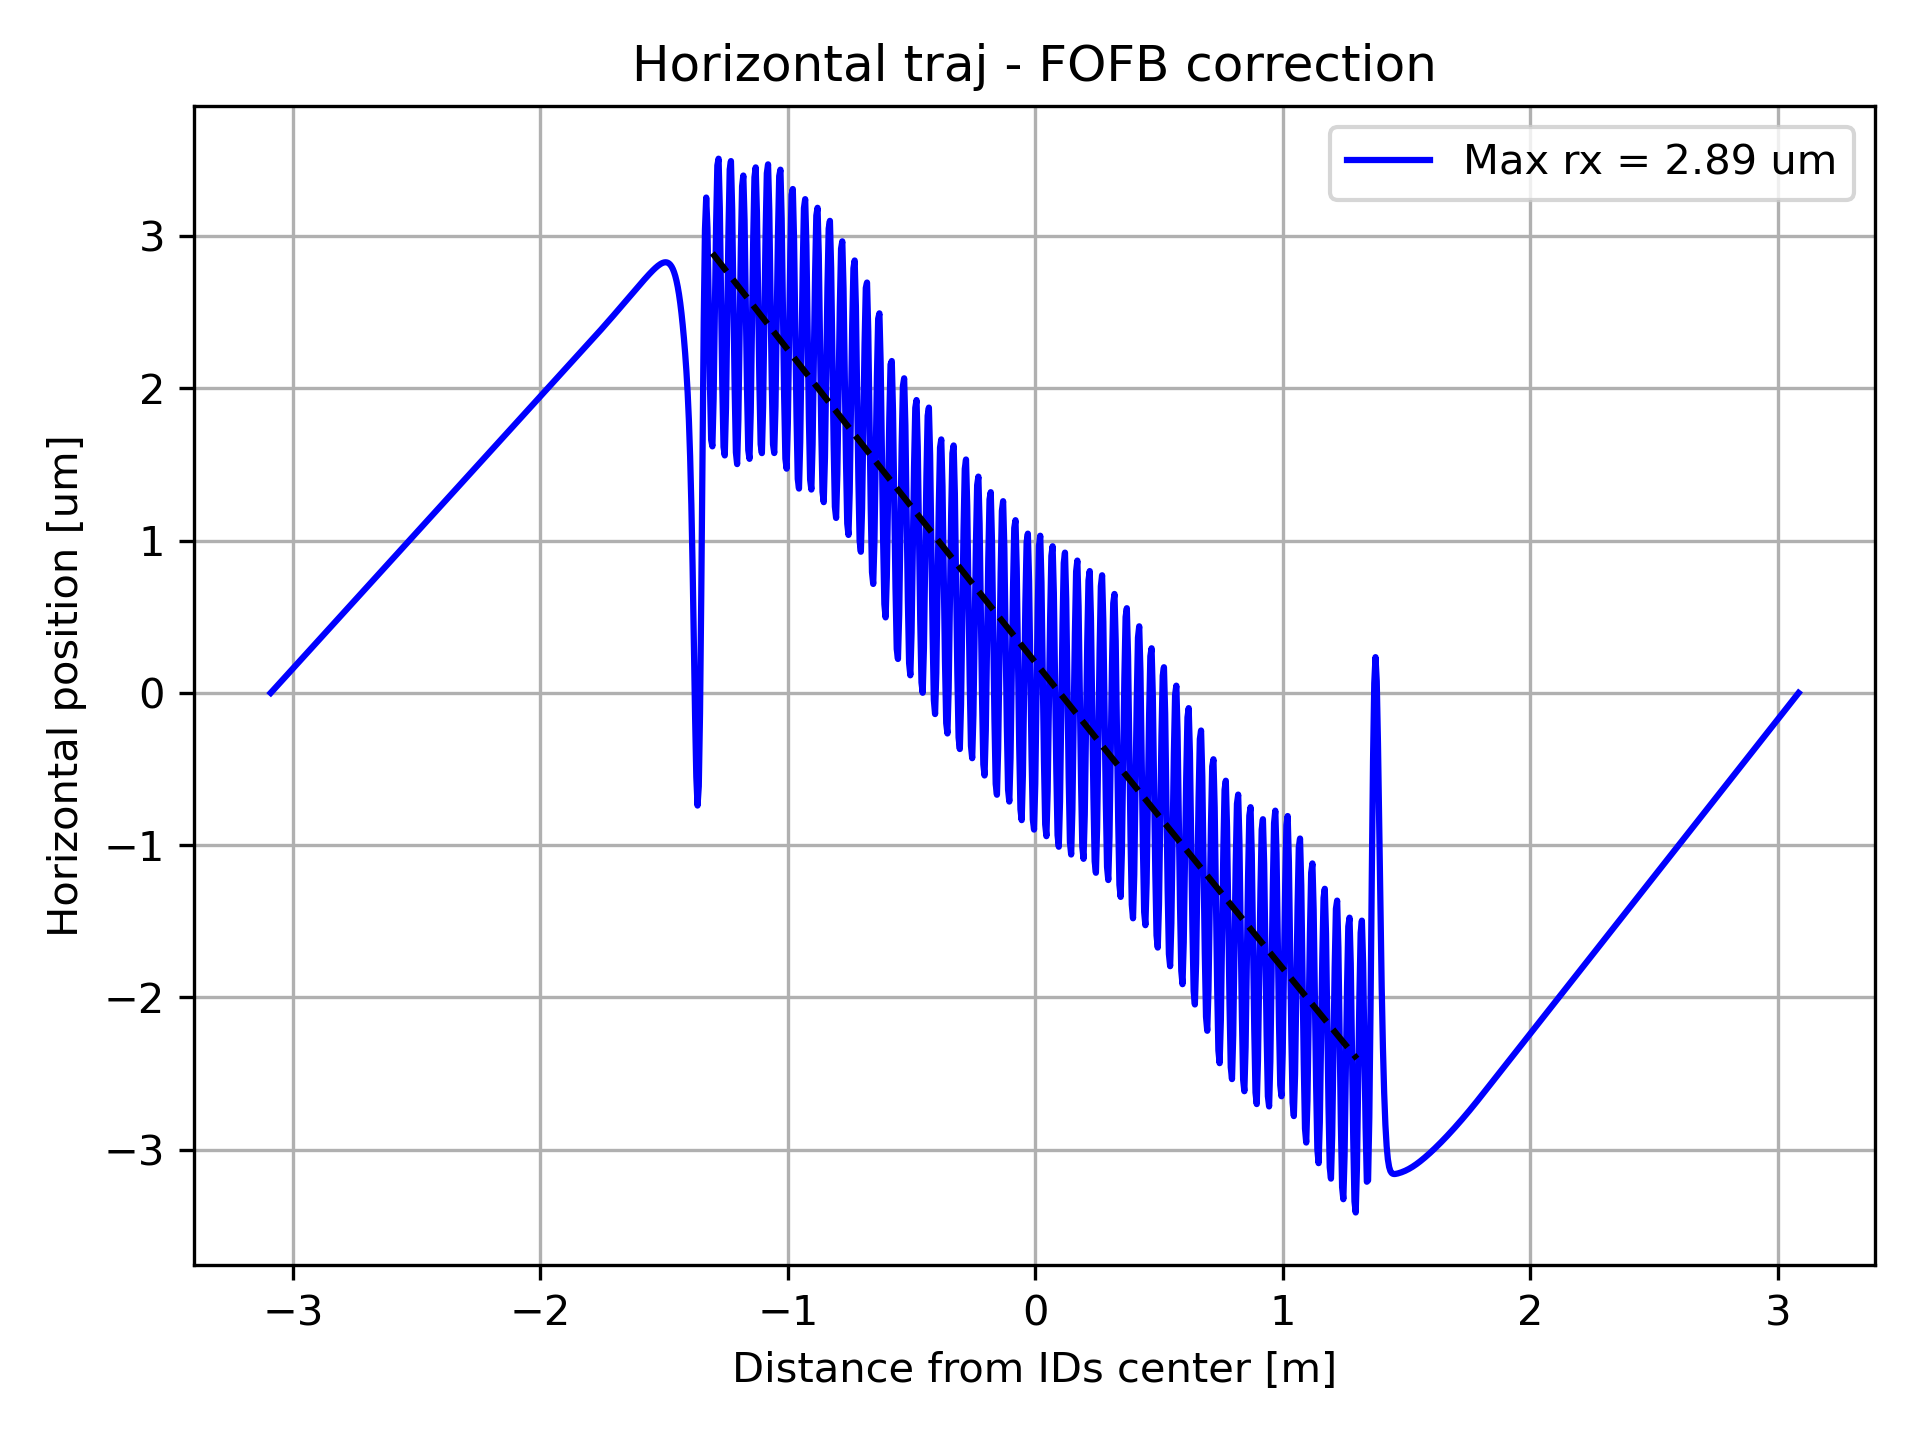 Horizontal traj - FOFB correction
Max rx = 2.89 um
Horizontal position [um]
3
2
1
0
−1
−2
−3
−3 −2 −1 0 1 2 3
Distance from IDs center [m]